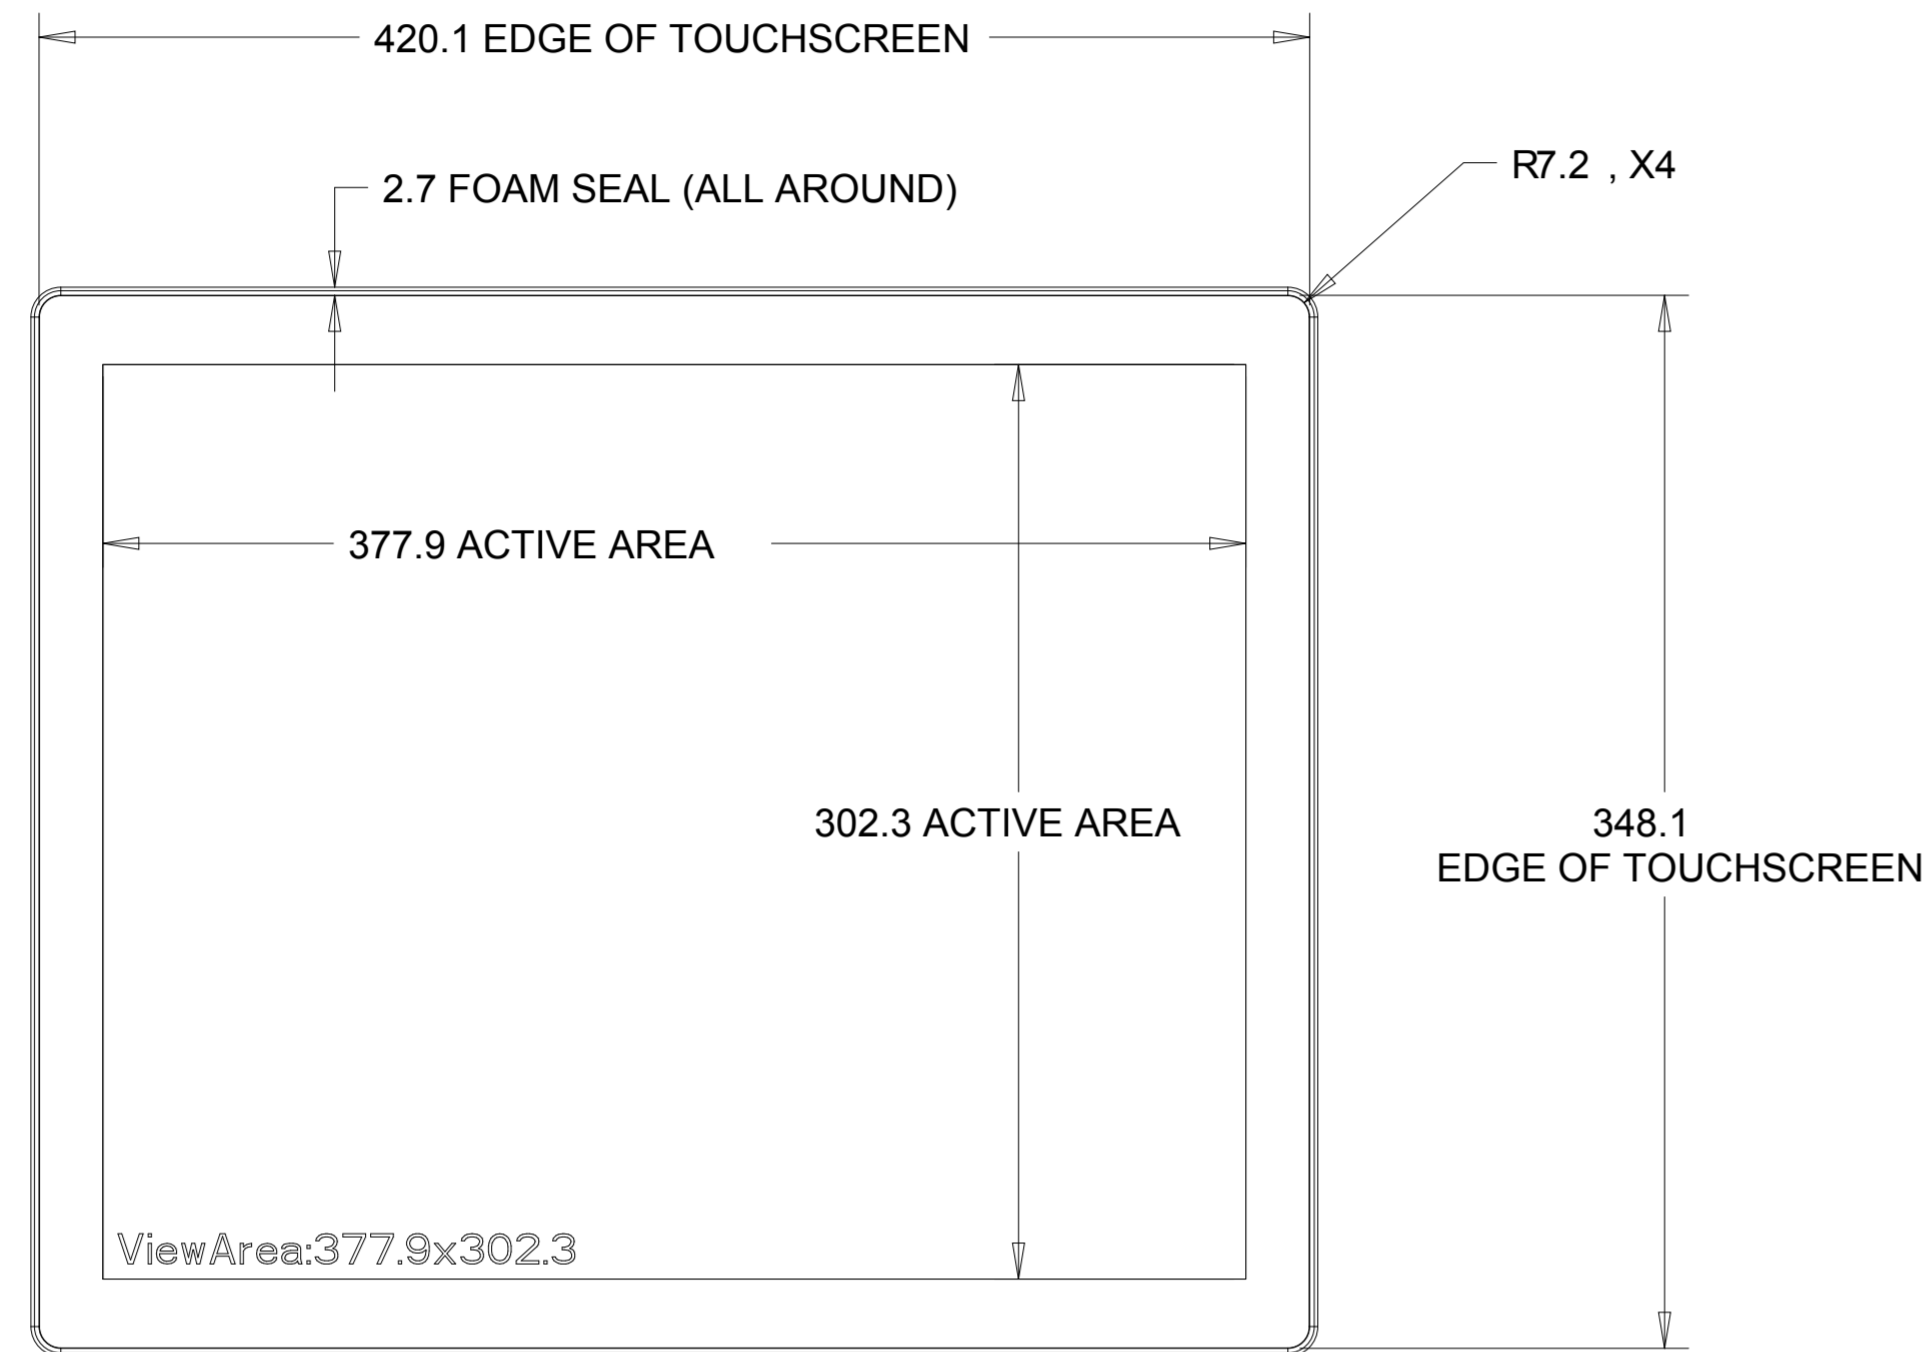 420.1 EDGE OF TOUCHSCREEN
R7.2 , X4
2.7 FOAM SEAL (ALL AROUND)
377.9 ACTIVE AREA
302.3 ACTIVE AREA
348.1
EDGE OF TOUCHSCREEN
ViewArea:377.9x302.3